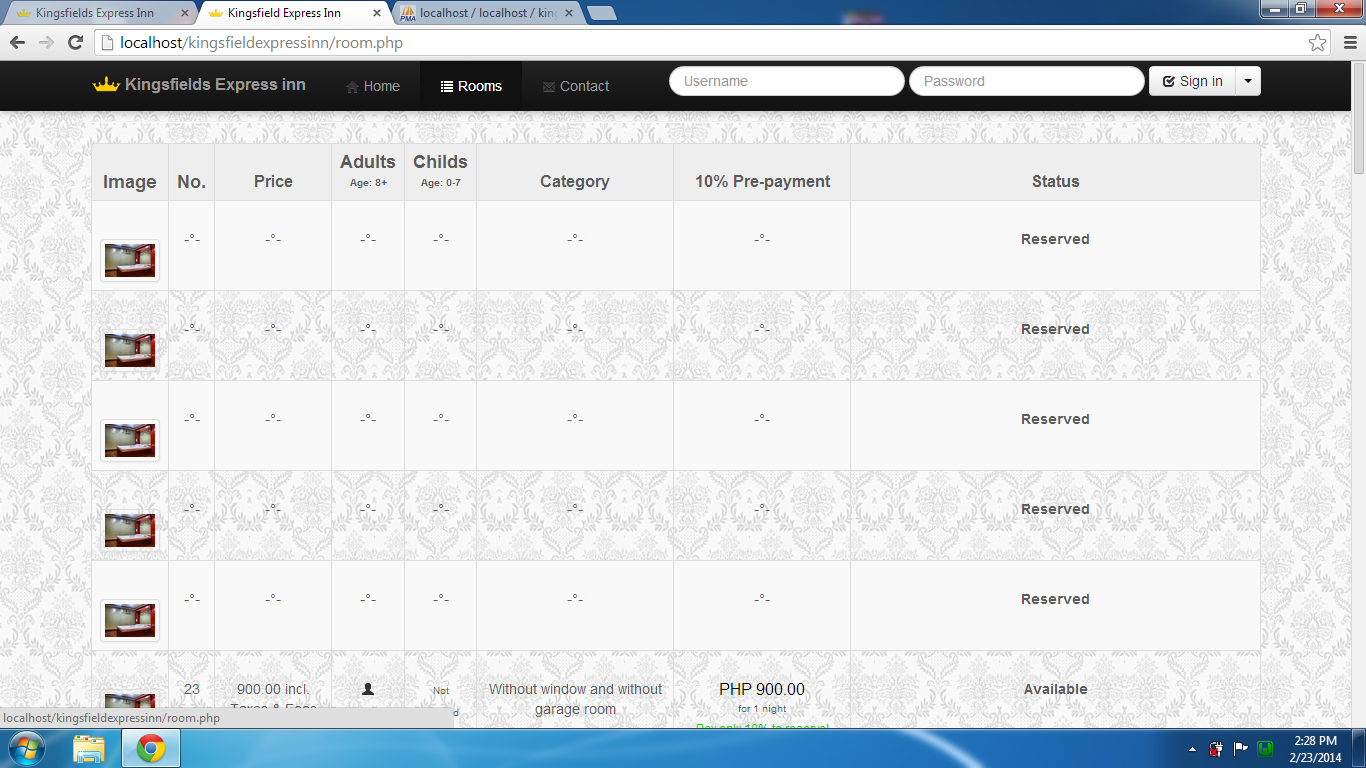 Kingsfields Express Inn
Kingsfield Express Inn
localhost / localhost / kin
localhost/kingsfieldexpressinn/room.php
Kingsfields Express inn Home Rooms Contact Username Password Sign in
Image No. Price Adults Age: 8+ Childs Age: 0-7 Category 10% Pre-payment Status
-°- -°- -°- -°- -°- -°- Reserved
-°- -°- -°- -°- -°- -°- Reserved
-°- -°- -°- -°- -°- -°- Reserved
-°- -°- -°- -°- -°- -°- Reserved
-°- -°- -°- -°- -°- -°- Reserved
23 900.00 incl. Not Without window and without PHP 900.00 Available
Taxes & Fees garage room for 1 night
Pay only 10% to reserve!
localhost/kingsfieldexpressinn/room.php
2:28 PM
2/23/2014